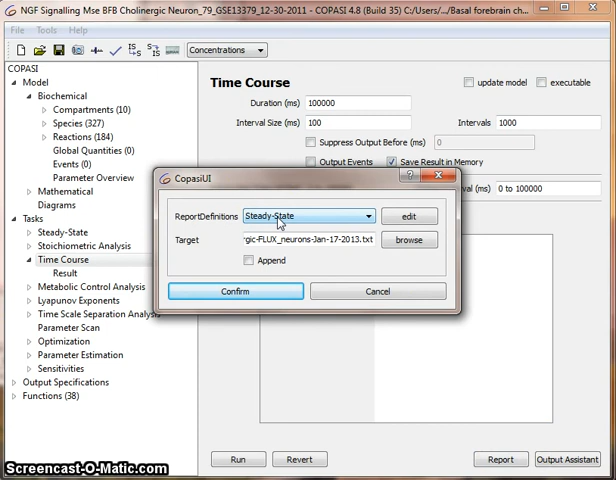 NGF Signalling Mse BFB Cholinergic Neuron_79_GSE13379_12-30-2011 - COPASI 4.8 (Build 35) C:/Users/.../Basal forebrain ch...
File Tools Help
Concentrations
COPASI
Model
Biochemical
Compartments (10)
Species (327)
Reactions (184)
Global Quantities (0)
Events (0)
Parameter Overview
Mathematical
Diagrams
Tasks
Steady-State
Stoichiometric Analysis
Time Course
Result
Metabolic Control Analysis
Lyapunov Exponents
Time Scale Separation Analysis
Parameter Scan
Optimization
Parameter Estimation
Sensitivities
Output Specifications
Functions (38)
Time Course
update model
executable
Duration (ms) 100000
Interval Size (ms) 100
Intervals 1000
Suppress Output Before (ms) 0
Output Events
Save Result in Memory
val (ms) 0 to 100000
CopasiUI
ReportDefinitions Steady-State edit
Target rgic-FLUX_neurons-Jan-17-2013.txt browse
Append
Confirm Cancel
Run Revert Report Output Assistant
Screencast-O-Matic.com